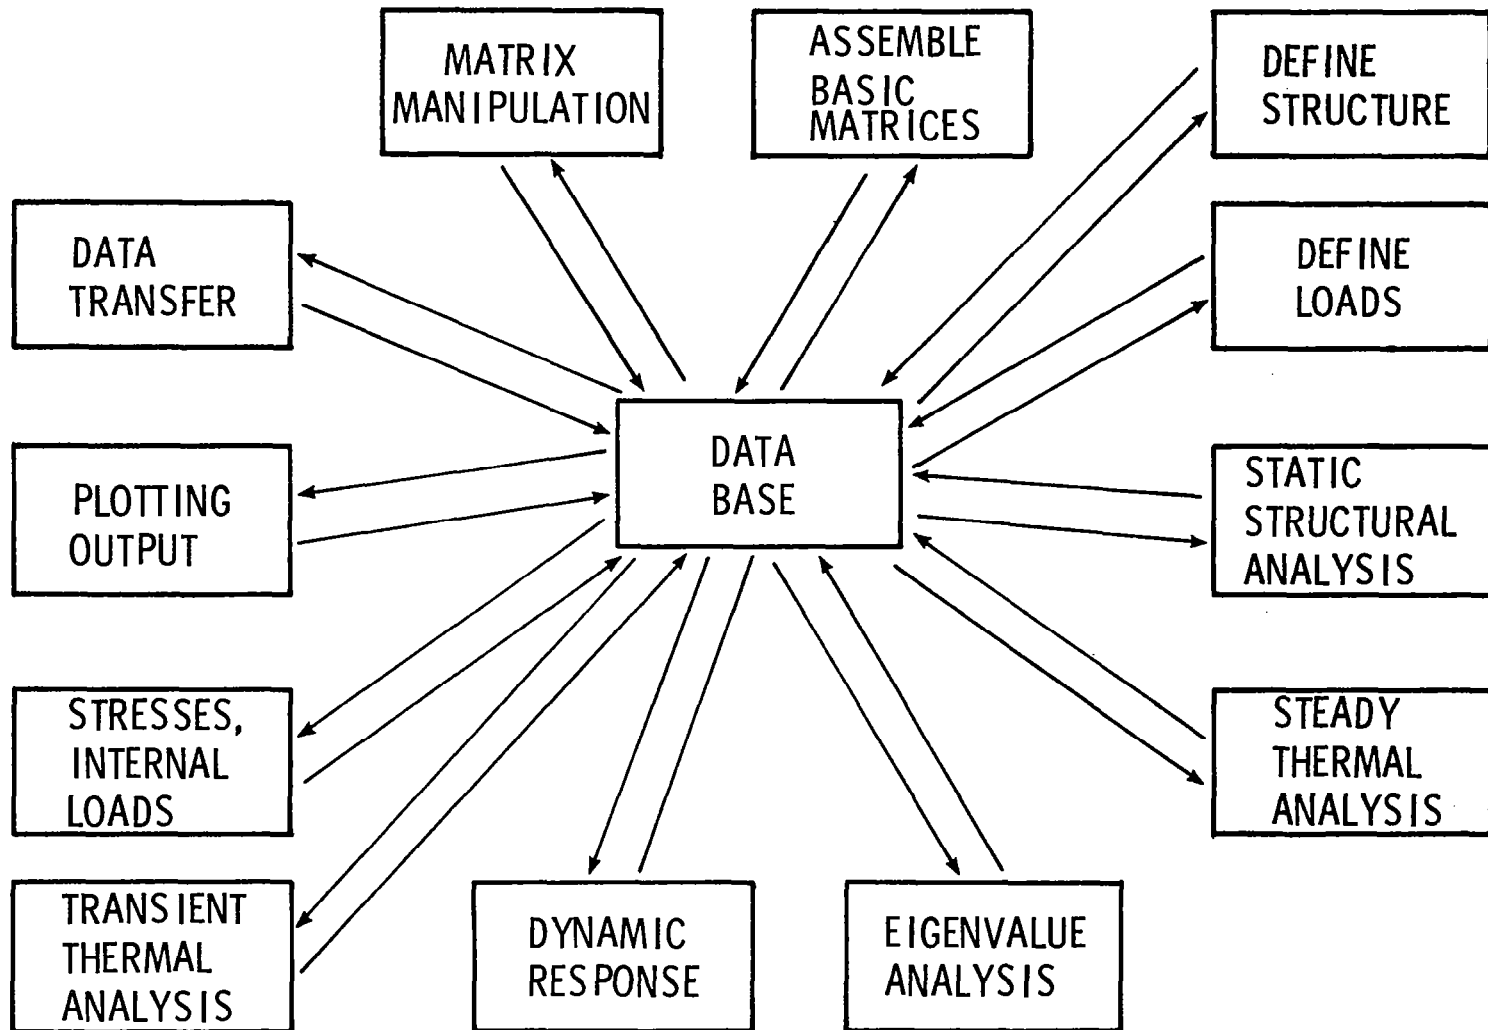 MATRIX
MANIPULATION
ASSEMBLE
BASIC
MATRICES
DEFINE
STRUCTURE
DATA
TRANSFER
DEFINE
LOADS
DATA
BASE
PLOTTING
OUTPUT
STATIC
STRUCTURAL
ANALYSIS
STRESSES,
INTERNAL
LOADS
STEADY
THERMAL
ANALYSIS
TRANSIENT
THERMAL
ANALYSIS
DYNAMIC
RESPONSE
EIGENVALUE
ANALYSIS